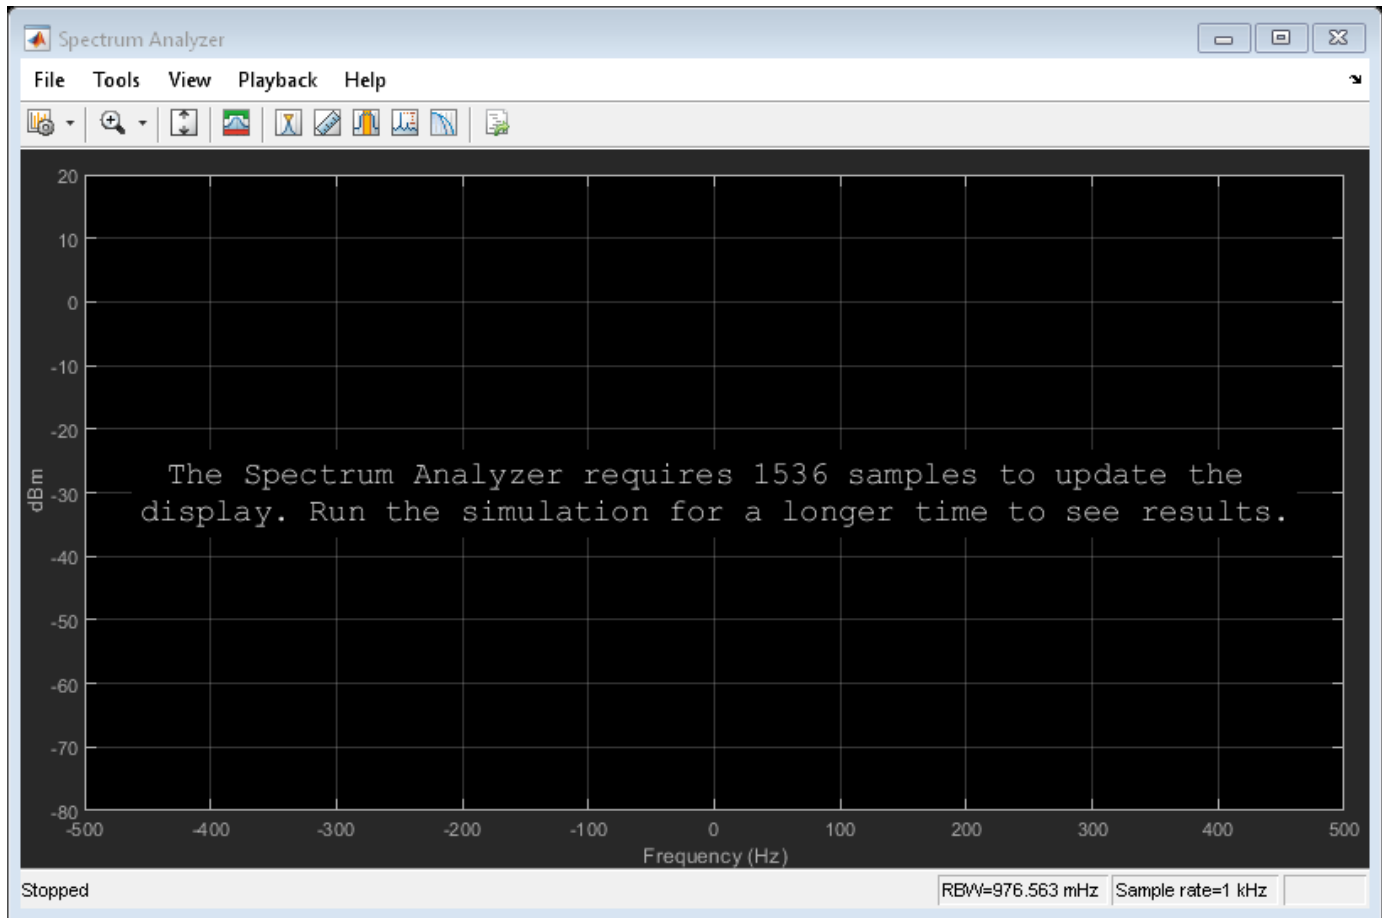 Spectrum Analyzer
File Tools View Playback Help
20
10
0
-10
-20
-30
-40
-50
-60
-70
-80
dBm
The Spectrum Analyzer requires 1536 samples to update the
display. Run the simulation for a longer time to see results.
-500 -400 -300 -200 -100 0 100 200 300 400 500
Frequency (Hz)
Stopped RBW=976.563 mHz Sample rate=1 kHz